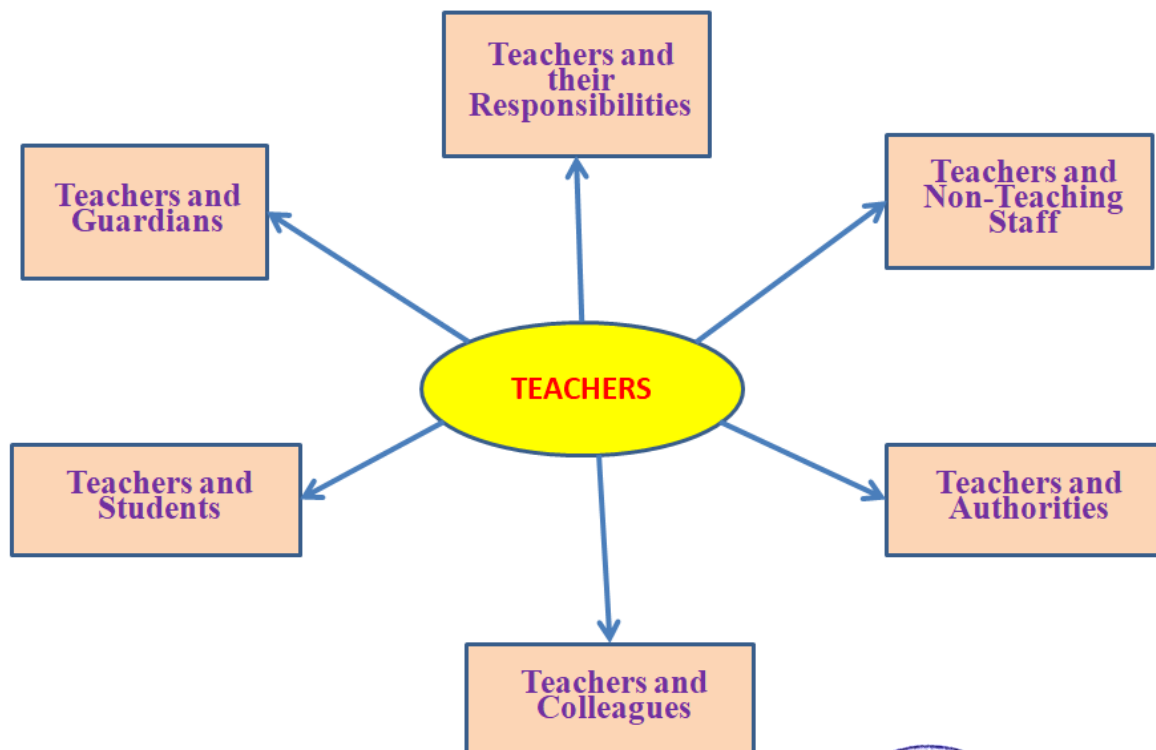 Teachers and
their
Responsibilities
Teachers and
Guardians
Teachers and
Non-Teaching
Staff
TEACHERS
Teachers and
Students
Teachers and
Authorities
Teachers and
Colleagues